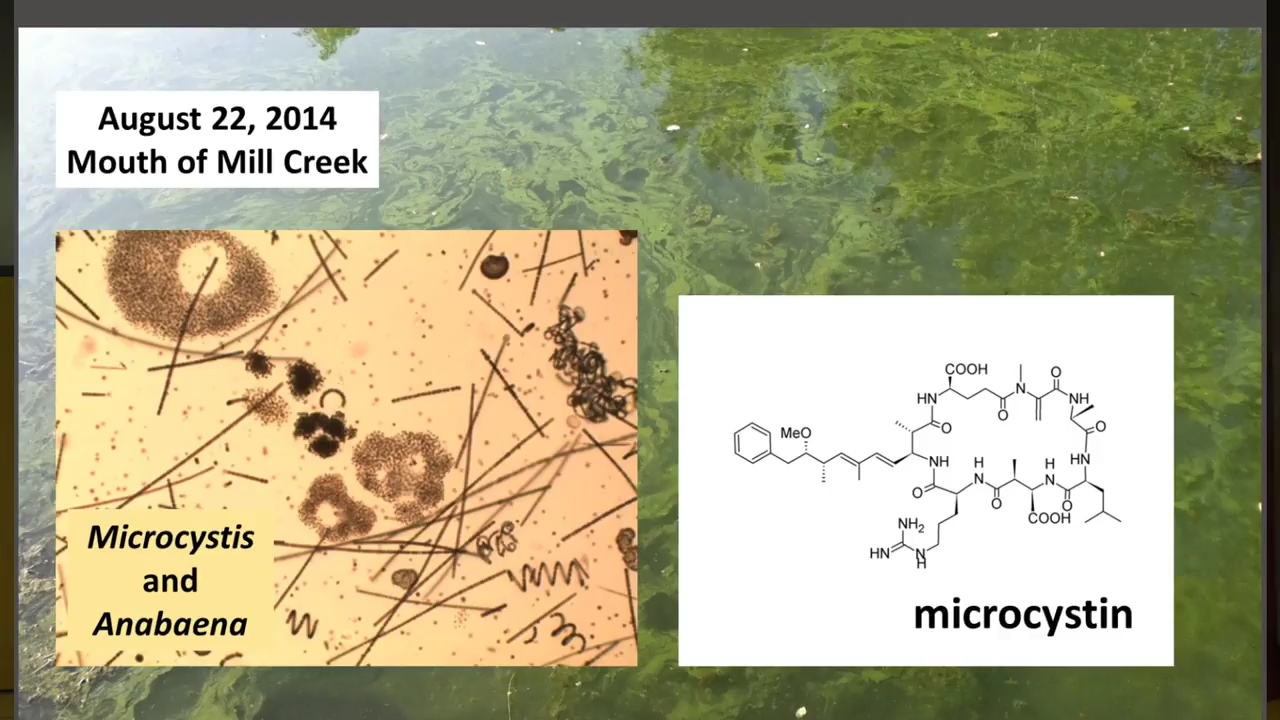 August 22, 2014
Mouth of Mill Creek
Microcystis
and
Anabaena
COOH
HN
O
N
O
O
NH
O
HN
MeO
NH
O
H
N
O
H
N
O
COOH
NH₂
HN
N
H
microcystin